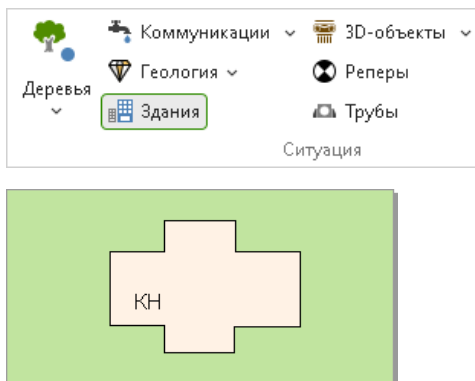 Деревья
Коммуникации
Геология
Здания
3D-объекты
Реперы
Трубы
Ситуация
КН